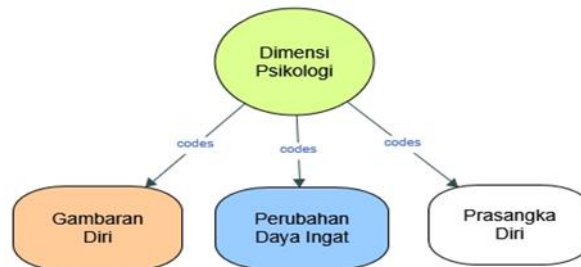 Dimensi
Psikologi
codes
codes
codes
Gambaran
Diri
Perubahan
Daya Ingat
Prasangka
Diri